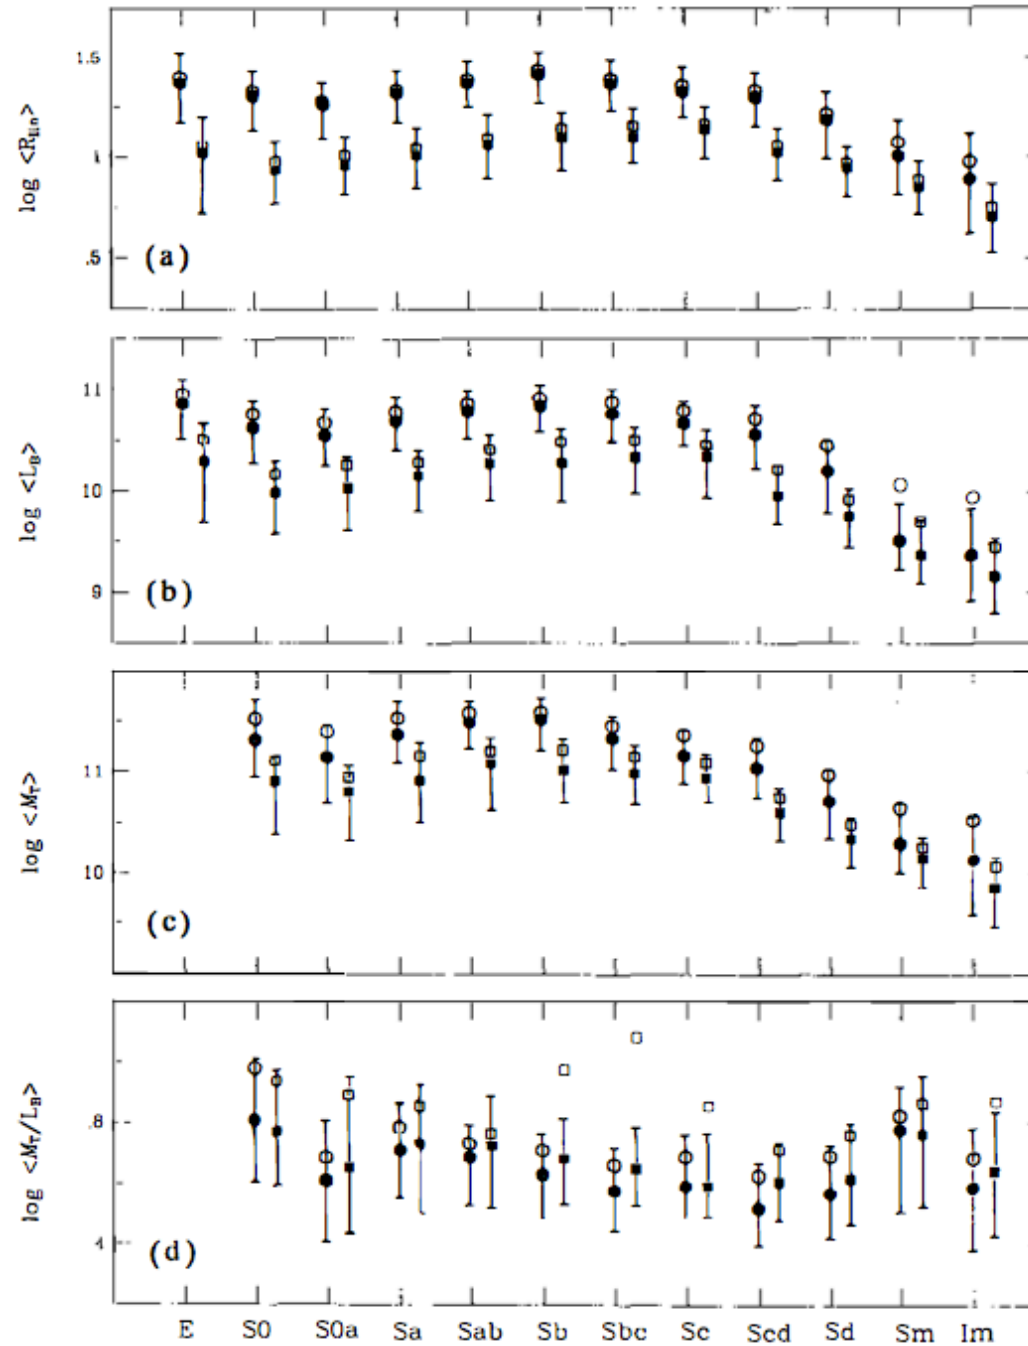 1.5
log <R_lin>
1
.5
(a)
11
log <L_B>
10
9
(b)
log <M_T>
11
10
(c)
log <M_T/L_B>
.8
4
(d)
E S0 S0a Sa Sab Sb Sbc Sc Scd Sd Sm Im